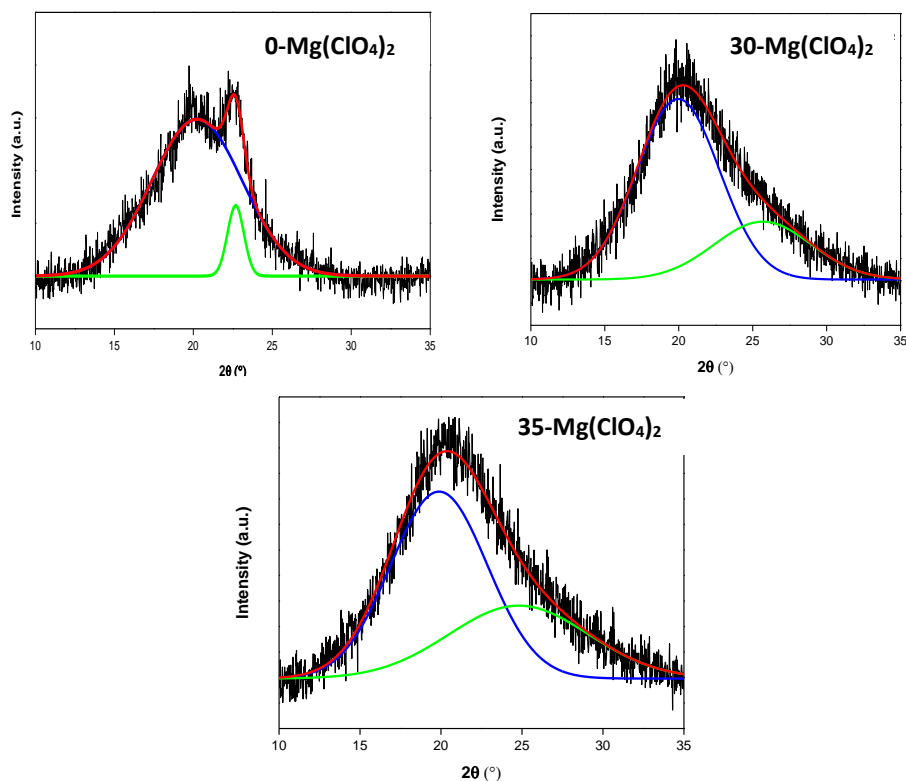 0-Mg(ClO₄)₂
Intensity (a.u.)
10 15 20 25 30 35
2θ (°)
30-Mg(ClO₄)₂
Intensity (a.u.)
10 15 20 25 30 35
2θ (°)
35-Mg(ClO₄)₂
Intensity (a.u.)
10 15 20 25 30 35
2θ (°)